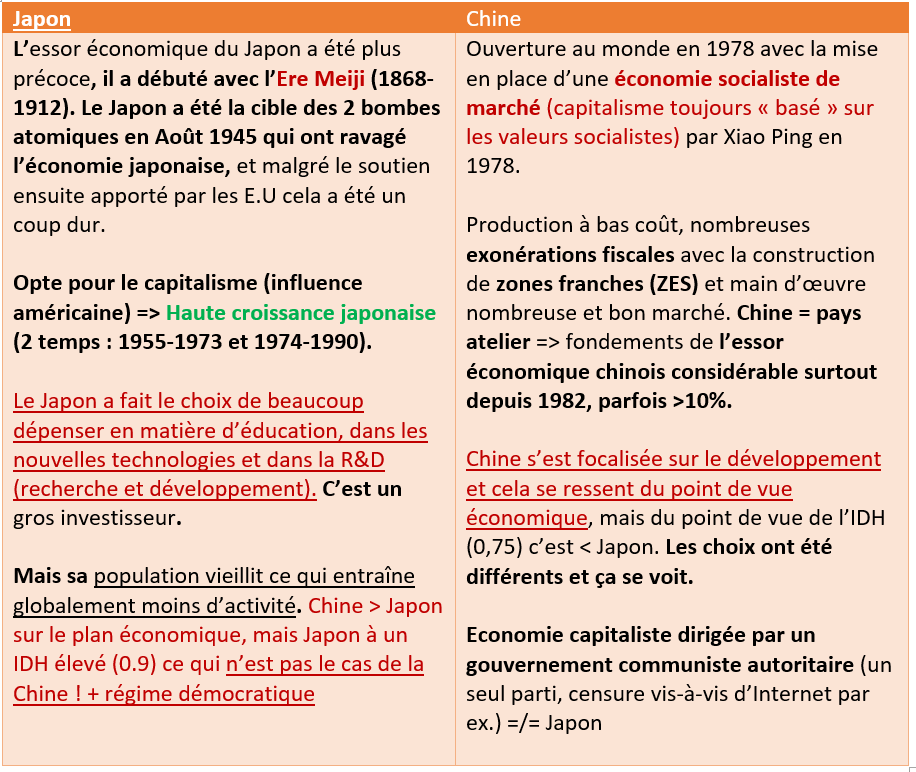 Japon
L’essor économique du Japon a été plus
précoce, il a débuté avec l’Ere Meiji (1868-
1912). Le Japon a été la cible des 2 bombes
atomiques en Août 1945 qui ont ravagé
l’économie japonaise, et malgré le soutien
ensuite apporté par les E.U cela a été un
coup dur.
Opte pour le capitalisme (influence
américaine) => Haute croissance japonaise
(2 temps : 1955-1973 et 1974-1990).
Le Japon a fait le choix de beaucoup
dépenser en matière d’éducation, dans les
nouvelles technologies et dans la R&D
(recherche et développement). C’est un
gros investisseur.
Mais sa population vieillit ce qui entraîne
globalement moins d’activité. Chine > Japon
sur le plan économique, mais Japon à un
IDH élevé (0.9) ce qui n’est pas le cas de la
Chine ! + régime démocratique
Chine
Ouverture au monde en 1978 avec la mise
en place d’une économie socialiste de
marché (capitalisme toujours « basé » sur
les valeurs socialistes) par Xiao Ping en
1978.
Production à bas coût, nombreuses
exonérations fiscales avec la construction
de zones franches (ZES) et main d’œuvre
nombreuse et bon marché. Chine = pays
atelier => fondements de l’essor
économique chinois considérable surtout
depuis 1982, parfois >10%.
Chine s’est focalisée sur le développement
et cela se ressent du point de vue
économique, mais du point de vue de l’IDH
(0,75) c’est < Japon. Les choix ont été
différents et ça se voit.
Economie capitaliste dirigée par un
gouvernement communiste autoritaire (un
seul parti, censure vis-à-vis d’Internet par
ex.) =/= Japon